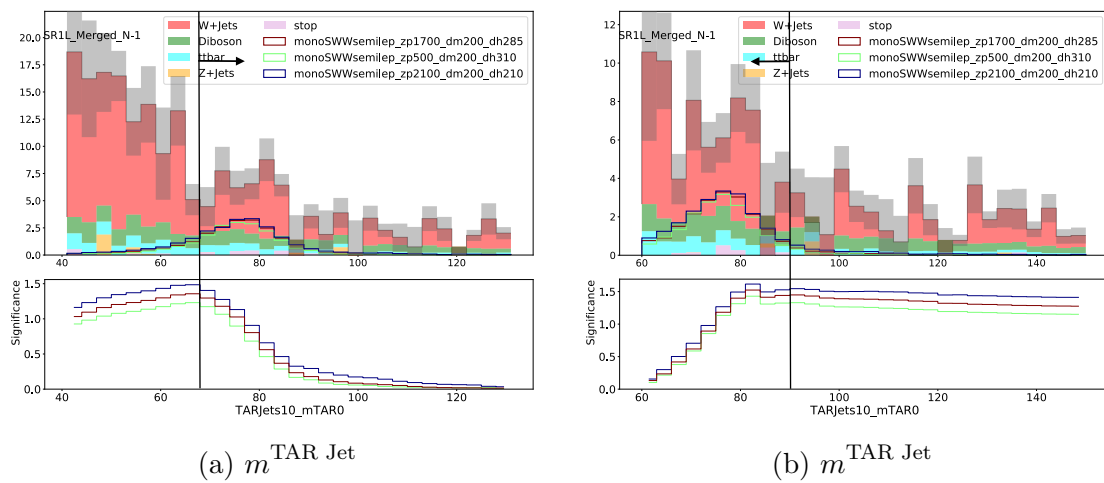 SR1L_Merged_N-1
W+Jets
Diboson
ttbar
Z+Jets
stop
monoSWWsemilep_zp1700_dm200_dh285
monoSWWsemilep_zp500_dm200_dh310
monoSWWsemilep_zp2100_dm200_dh210
20.0
17.5
15.0
12.5
10.0
7.5
5.0
2.5
0.0
40 60 80 100 120
Significance
1.5
1.0
0.5
0.0
40 60 80 100 120
TARJets10_mTAR0
(a) m^TAR Jet
SR1L_Merged_N-1
W+Jets
Diboson
ttbar
Z+Jets
stop
monoSWWsemilep_zp1700_dm200_dh285
monoSWWsemilep_zp500_dm200_dh310
monoSWWsemilep_zp2100_dm200_dh210
12
10
8
6
4
2
0
60 80 100 120 140
Significance
1.5
1.0
0.5
0.0
60 80 100 120 140
TARJets10_mTAR0
(b) m^TAR Jet